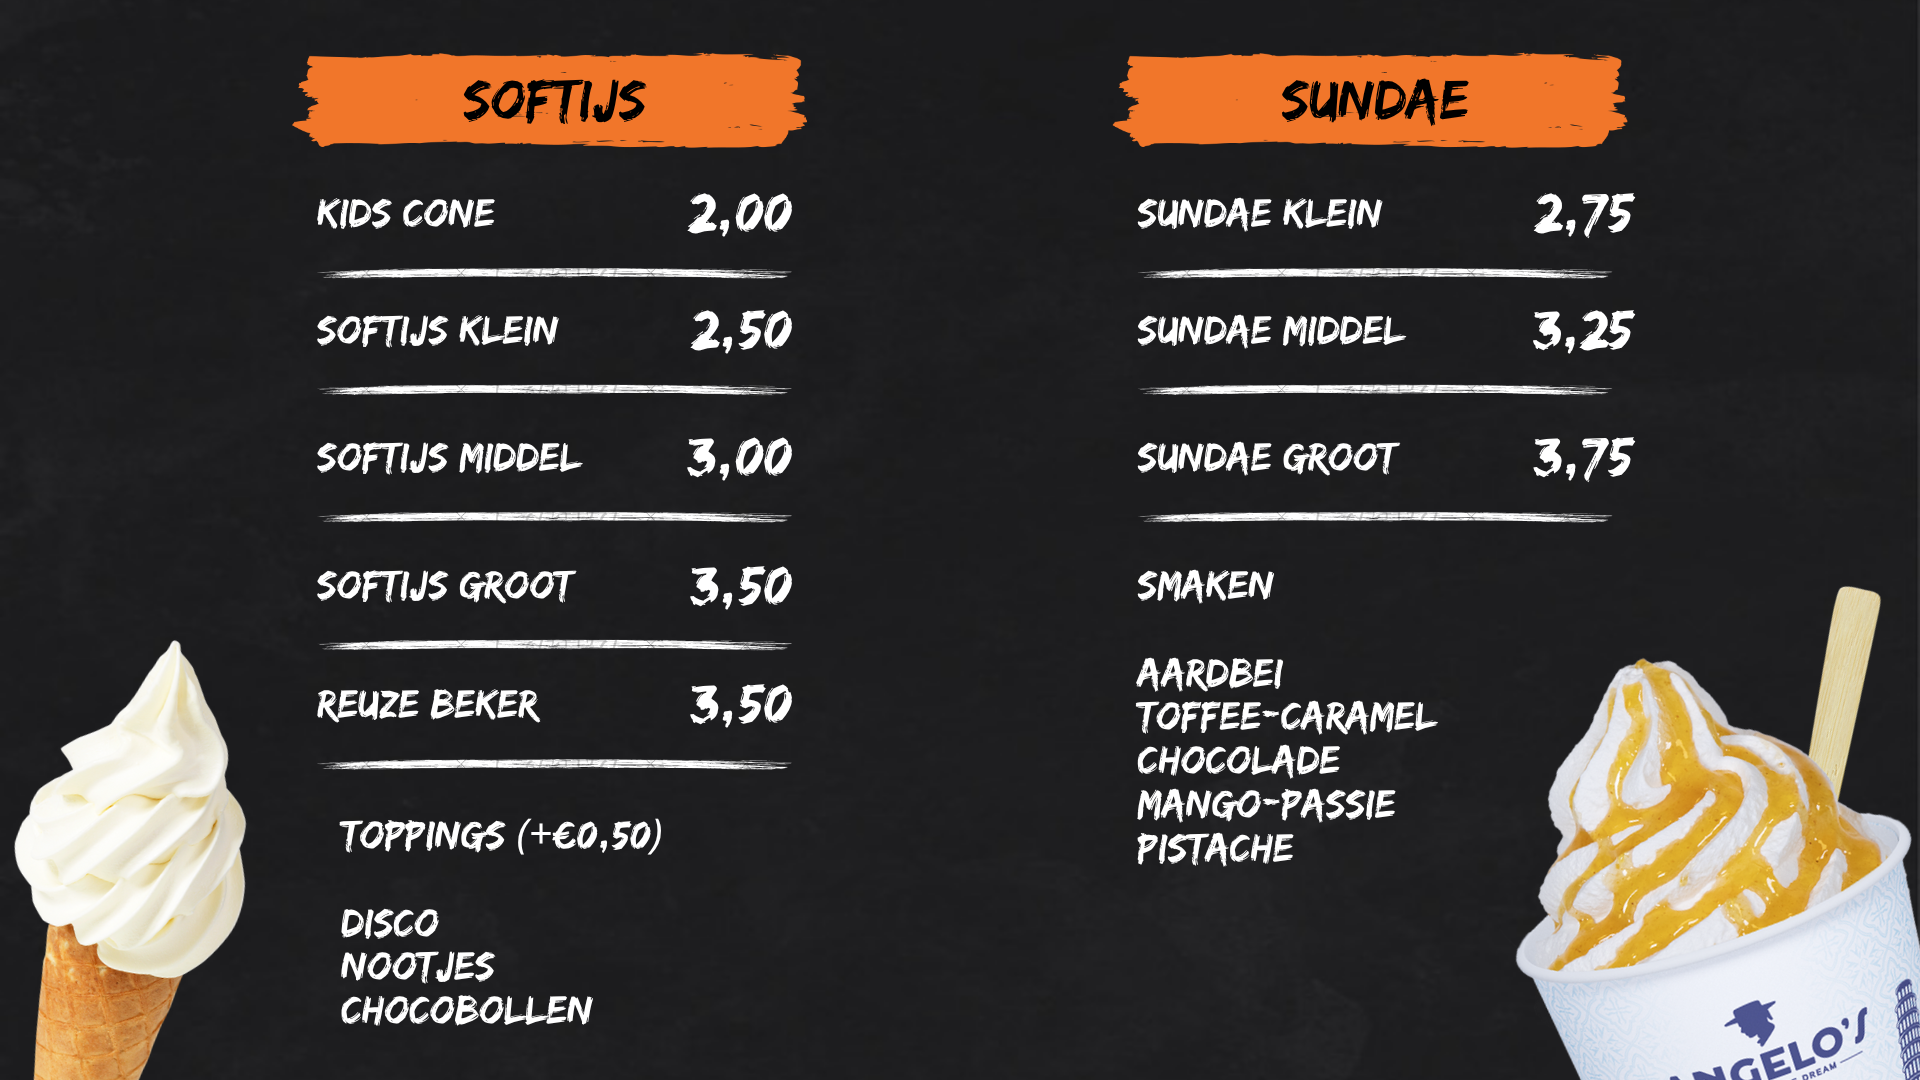 SOFTIJS
KIDS CONE 2,00
SOFTIJS KLEIN 2,50
SOFTIJS MIDDEL 3,00
SOFTIJS GROOT 3,50
REUZE BEKER 3,50
TOPPINGS (+€0,50)
DISCO
NOOTJES
CHOCOBOLLEN
SUNDAE
SUNDAE KLEIN 2,75
SUNDAE MIDDEL 3,25
SUNDAE GROOT 3,75
SMAKEN
AARDBEI
TOFFEE-CARAMEL
CHOCOLADE
MANGO-PASSIE
PISTACHE
ANGELO'S
DREAM